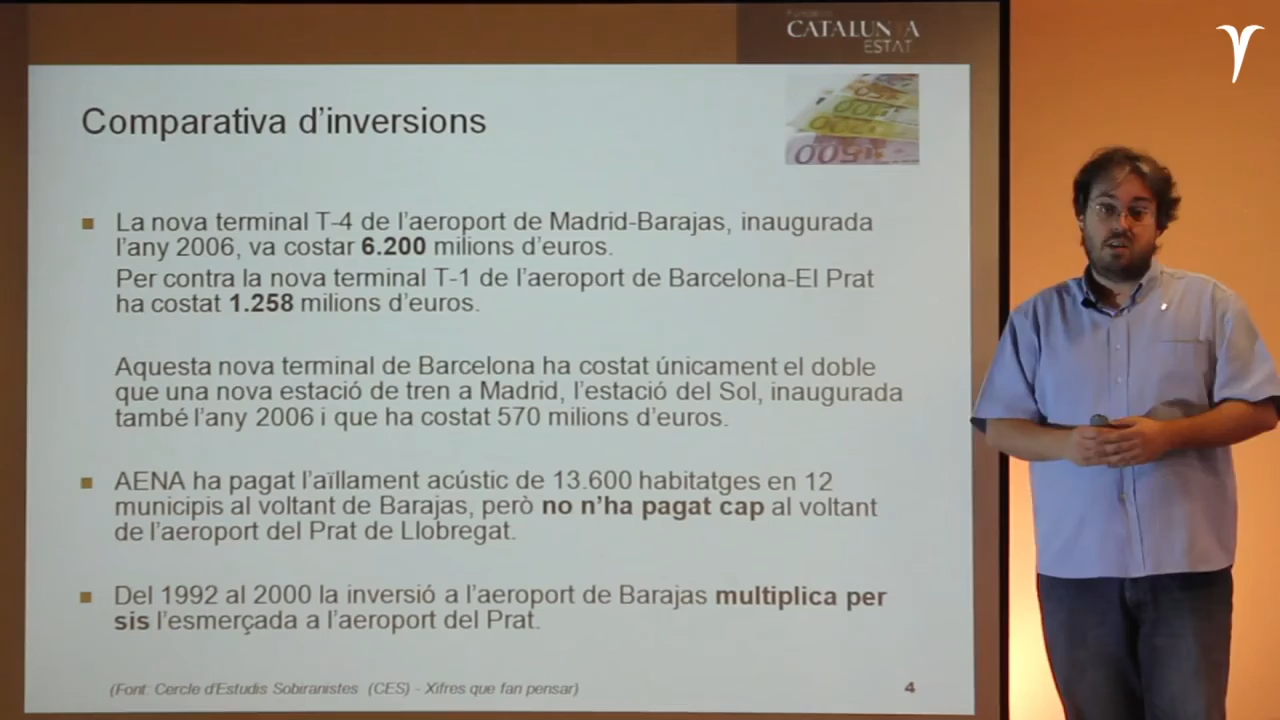 Fundació
CATALUNYA
ESTAT
Comparativa d'inversions
La nova terminal T-4 de l'aeroport de Madrid-Barajas, inaugurada
l'any 2006, va costar 6.200 milions d'euros.
Per contra la nova terminal T-1 de l'aeroport de Barcelona-El Prat
ha costat 1.258 milions d'euros.
Aquesta nova terminal de Barcelona ha costat únicament el doble
que una nova estació de tren a Madrid, l'estació del Sol, inaugurada
també l'any 2006 i que ha costat 570 milions d'euros.
AENA ha pagat l'aïllament acústic de 13.600 habitatges en 12
municipis al voltant de Barajas, però no n'ha pagat cap al voltant
de l'aeroport del Prat de Llobregat.
Del 1992 al 2000 la inversió a l'aeroport de Barajas multiplica per
sis l'esmerçada a l'aeroport del Prat.
(Font: Cercle d'Estudis Sobiranistes (CES) - Xifres que fan pensar)
4